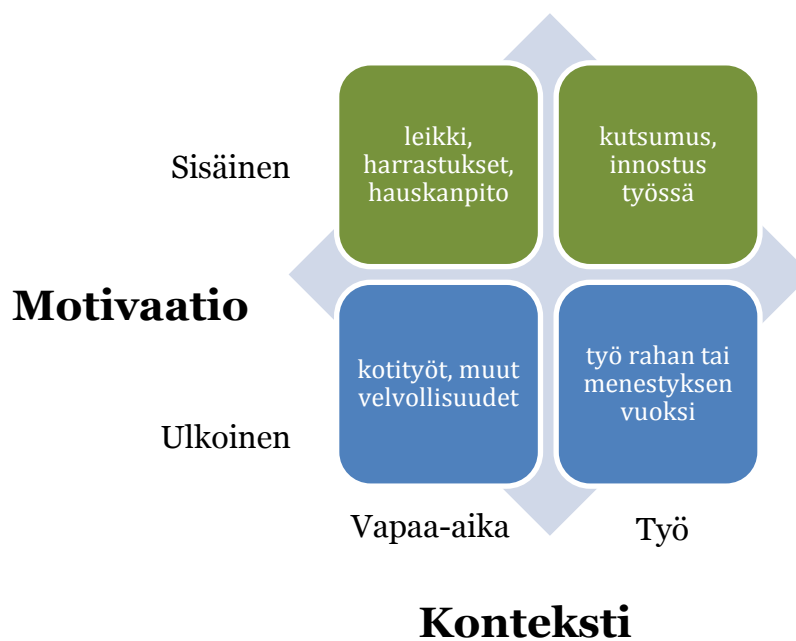 Sisäinen
leikki,
harrastukset,
hauskanpito
kutsumus,
innostus
työssä
Motivaatio
Ulkoinen
kotityöt, muut
velvollisuudet
työ rahan tai
menestyksen
vuoksi
Vapaa-aika
Työ
Konteksti